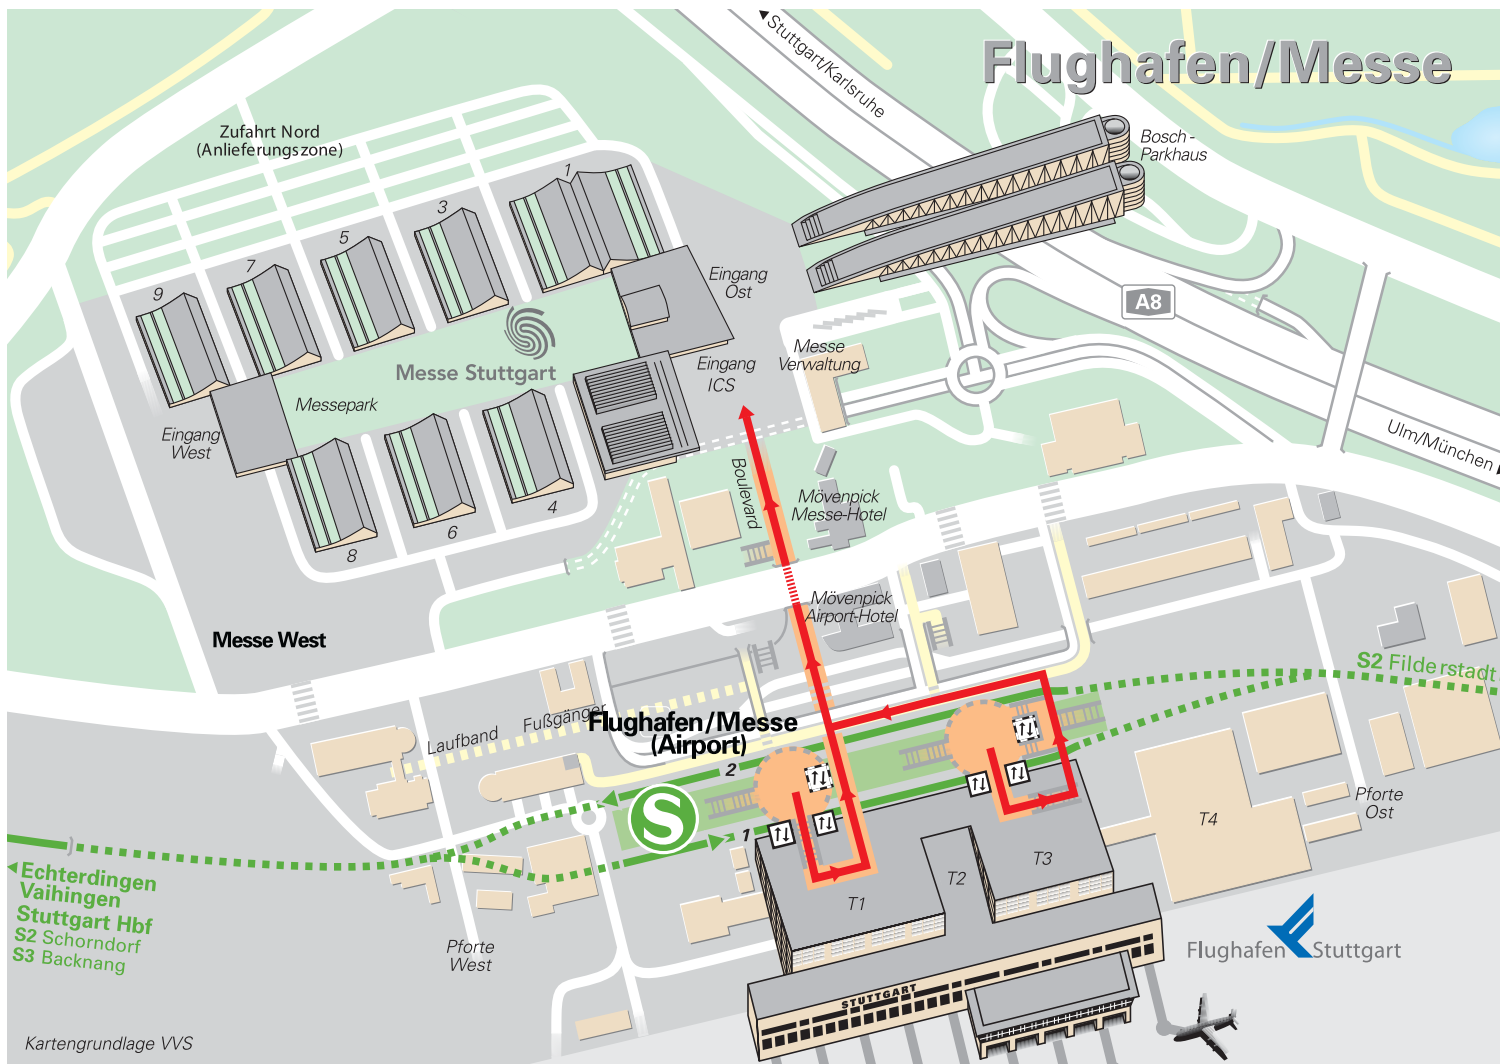 Flughafen/Messe
Stuttgart/Karlsruhe
Zufahrt Nord
(Anlieferungszone)
Bosch-
Parkhaus
1
3
5
7
9
Eingang
Ost
A8
Messe
Verwaltung
Eingang
ICS
Messe Stuttgart
Messepark
Eingang
West
Ulm/München
Boulevard
Mövenpick
Messe-Hotel
4
6
8
Mövenpick
Airport-Hotel
Messe West
S2 Filderstadt
Fußgänger
Laufband
Flughafen/Messe
(Airport)
2
S
1
Pforte
Ost
T4
T3
T2
T1
Echterdingen
Vaihingen
Stuttgart Hbf
S2 Schorndorf
S3 Backnang
Pforte
West
Flughafen Stuttgart
STUTTGART
Kartengrundlage VVS